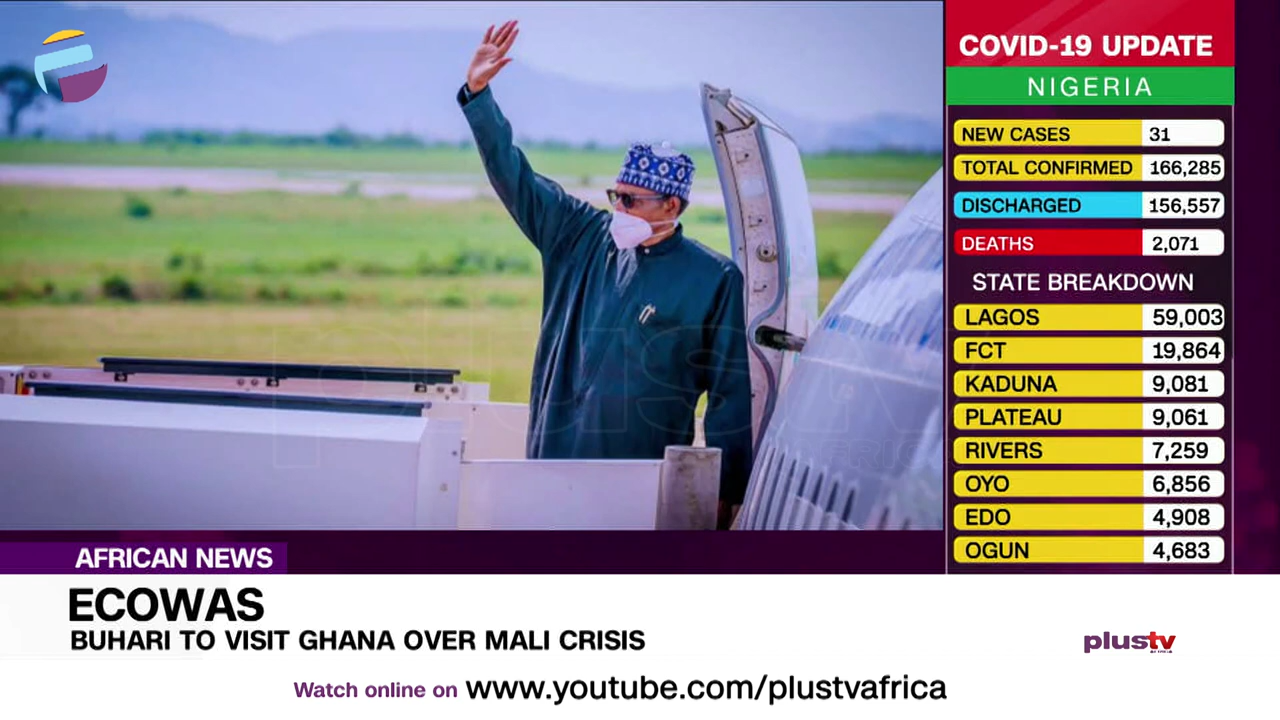 COVID-19 UPDATE
NIGERIA
NEW CASES 31
TOTAL CONFIRMED 166,285
DISCHARGED 156,557
DEATHS 2,071
STATE BREAKDOWN
LAGOS 59,003
FCT 19,864
KADUNA 9,081
PLATEAU 9,061
RIVERS 7,259
OYO 6,856
EDO 4,908
OGUN 4,683
plustv
AFRICA
AFRICAN NEWS
ECOWAS
BUHARI TO VISIT GHANA OVER MALI CRISIS
plustv
AFRICA
Watch online on www.youtube.com/plustvafrica